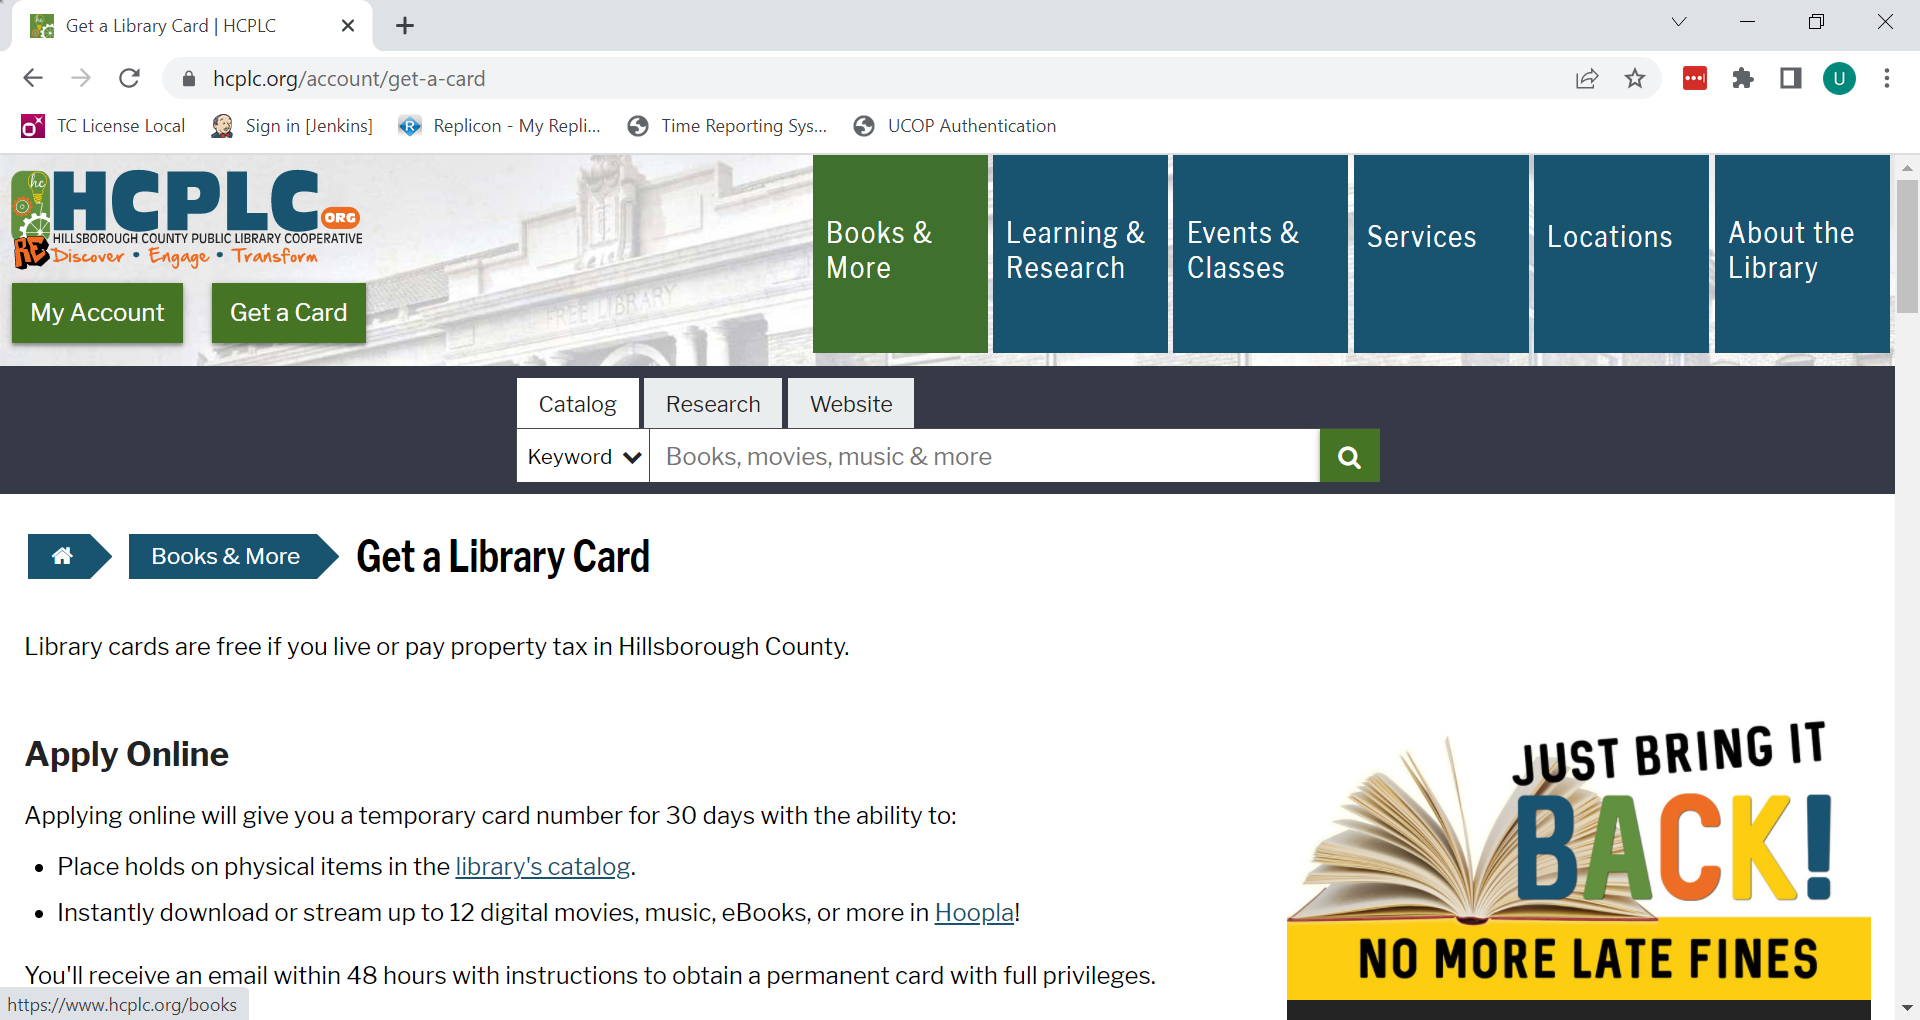 Get a Library Card | HCPLC
hcplc.org/account/get-a-card
U
TC License Local
Sign in [Jenkins]
Replicon - My Repli...
Time Reporting Sys...
UCOP Authentication
hc
HCPLC
ORG
HILLSBOROUGH COUNTY PUBLIC LIBRARY COOPERATIVE
RE Discover • Engage • Transform
My Account
Get a Card
FREE LIBRARY
Books &
More
Learning &
Research
Events &
Classes
Services
Locations
About the
Library
Catalog
Research
Website
Keyword
Books, movies, music & more
Books & More
Get a Library Card
Library cards are free if you live or pay property tax in Hillsborough County.
Apply Online
Applying online will give you a temporary card number for 30 days with the ability to:
• Place holds on physical items in the library's catalog.
• Instantly download or stream up to 12 digital movies, music, eBooks, or more in Hoopla!
You'll receive an email within 48 hours with instructions to obtain a permanent card with full privileges.
JUST BRING IT
BACK!
NO MORE LATE FINES
https://www.hcplc.org/books